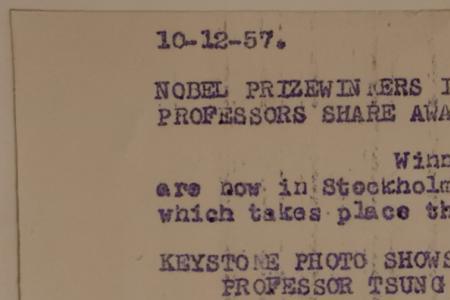 10-12-57.
NOBEL PRIZEWINNERS
PROFESSORS SHARE
Winn
are now in Stockholm
which takes place th
KEYSTONE PHOTO SHOWS
PROFESSOR TSUNG